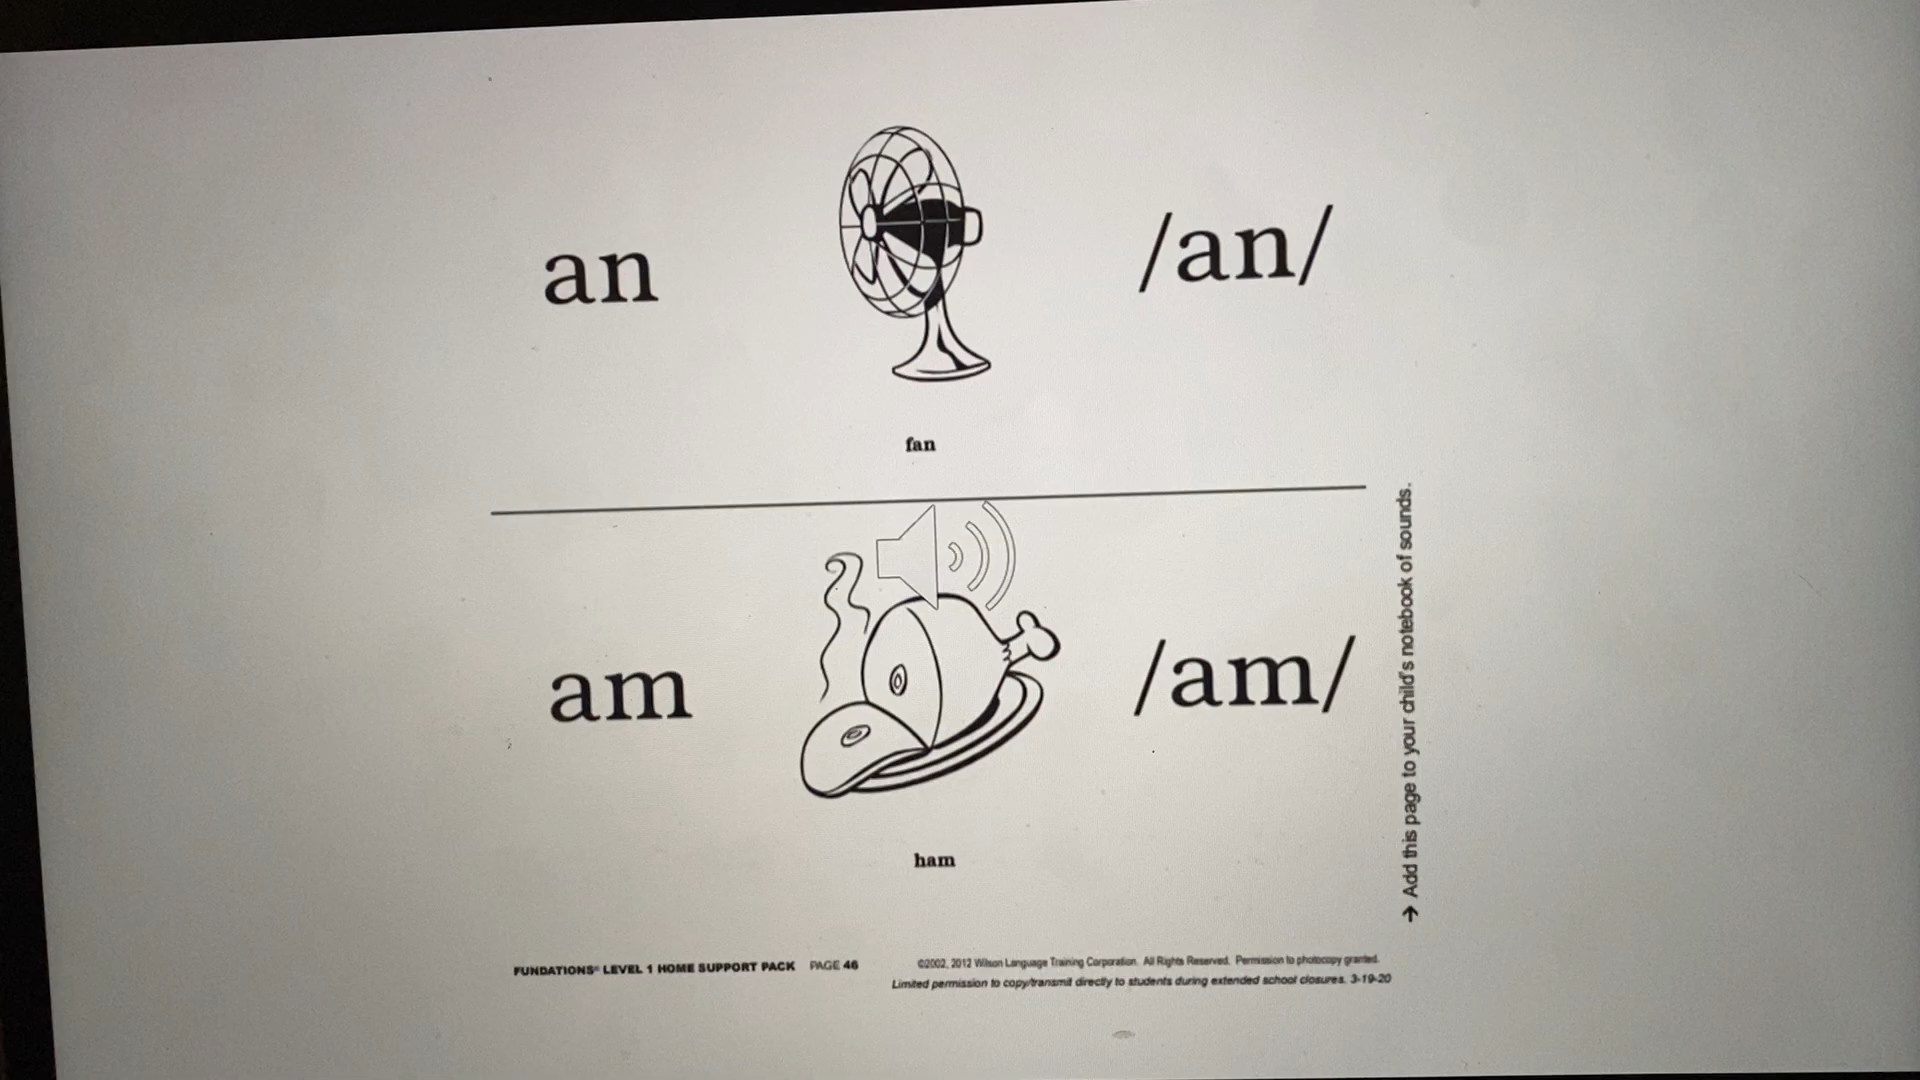 an
/an/
fan
am
/am/
ham
→ Add this page to your child's notebook of sounds.
FUNDATIONS® LEVEL 1 HOME SUPPORT PACK PAGE 46
©2002, 2012 Wilson Language Training Corporation. All Rights Reserved. Permission to photocopy granted.
Limited permission to copy/transmit directly to students during extended school closures. 3-19-20